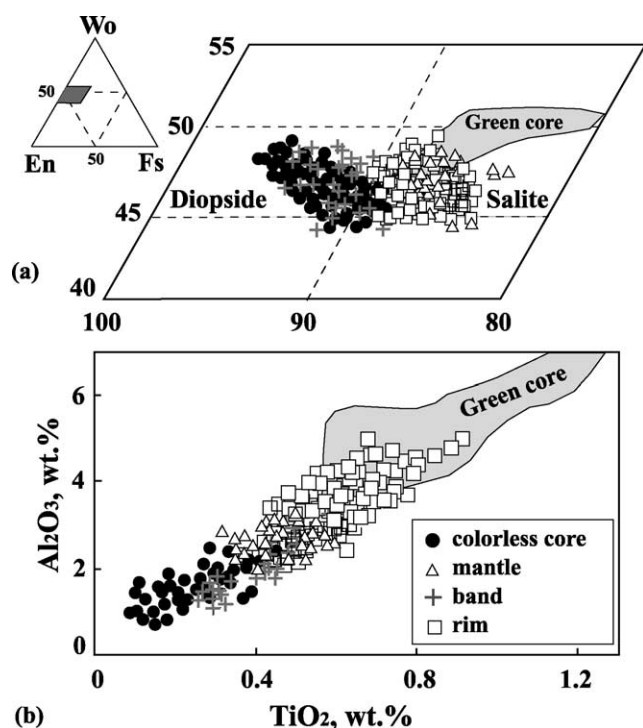 (a)
Wo
50
En
50
Fs
55
50
Green core
Diopside
Salite
45
40
100
90
80
6
4
2
0
Al₂O₃, wt.%
Green core
colorless core
mantle
band
rim
0
0.4
0.8
1.2
(b)
TiO₂, wt.%